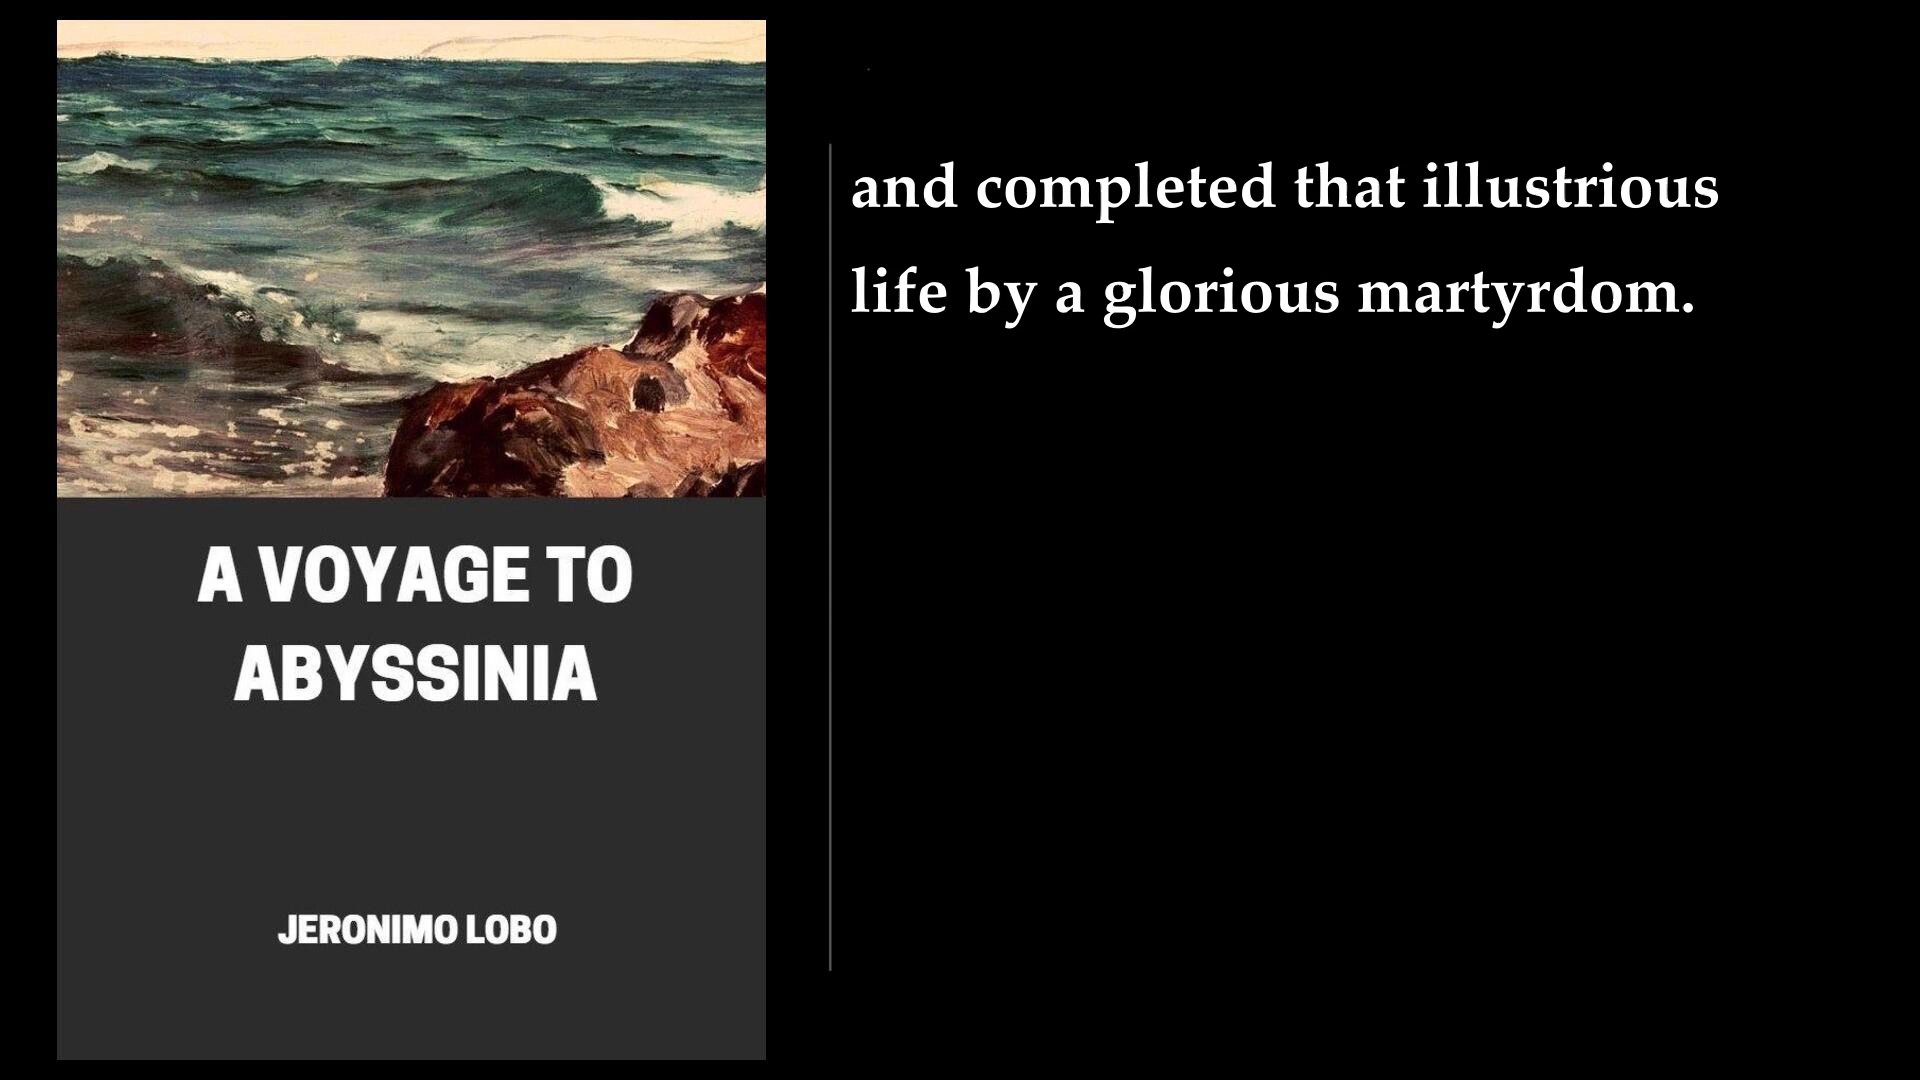 A VOYAGE TO
ABYSSINIA
JERONIMO LOBO
and completed that illustrious
life by a glorious martyrdom.